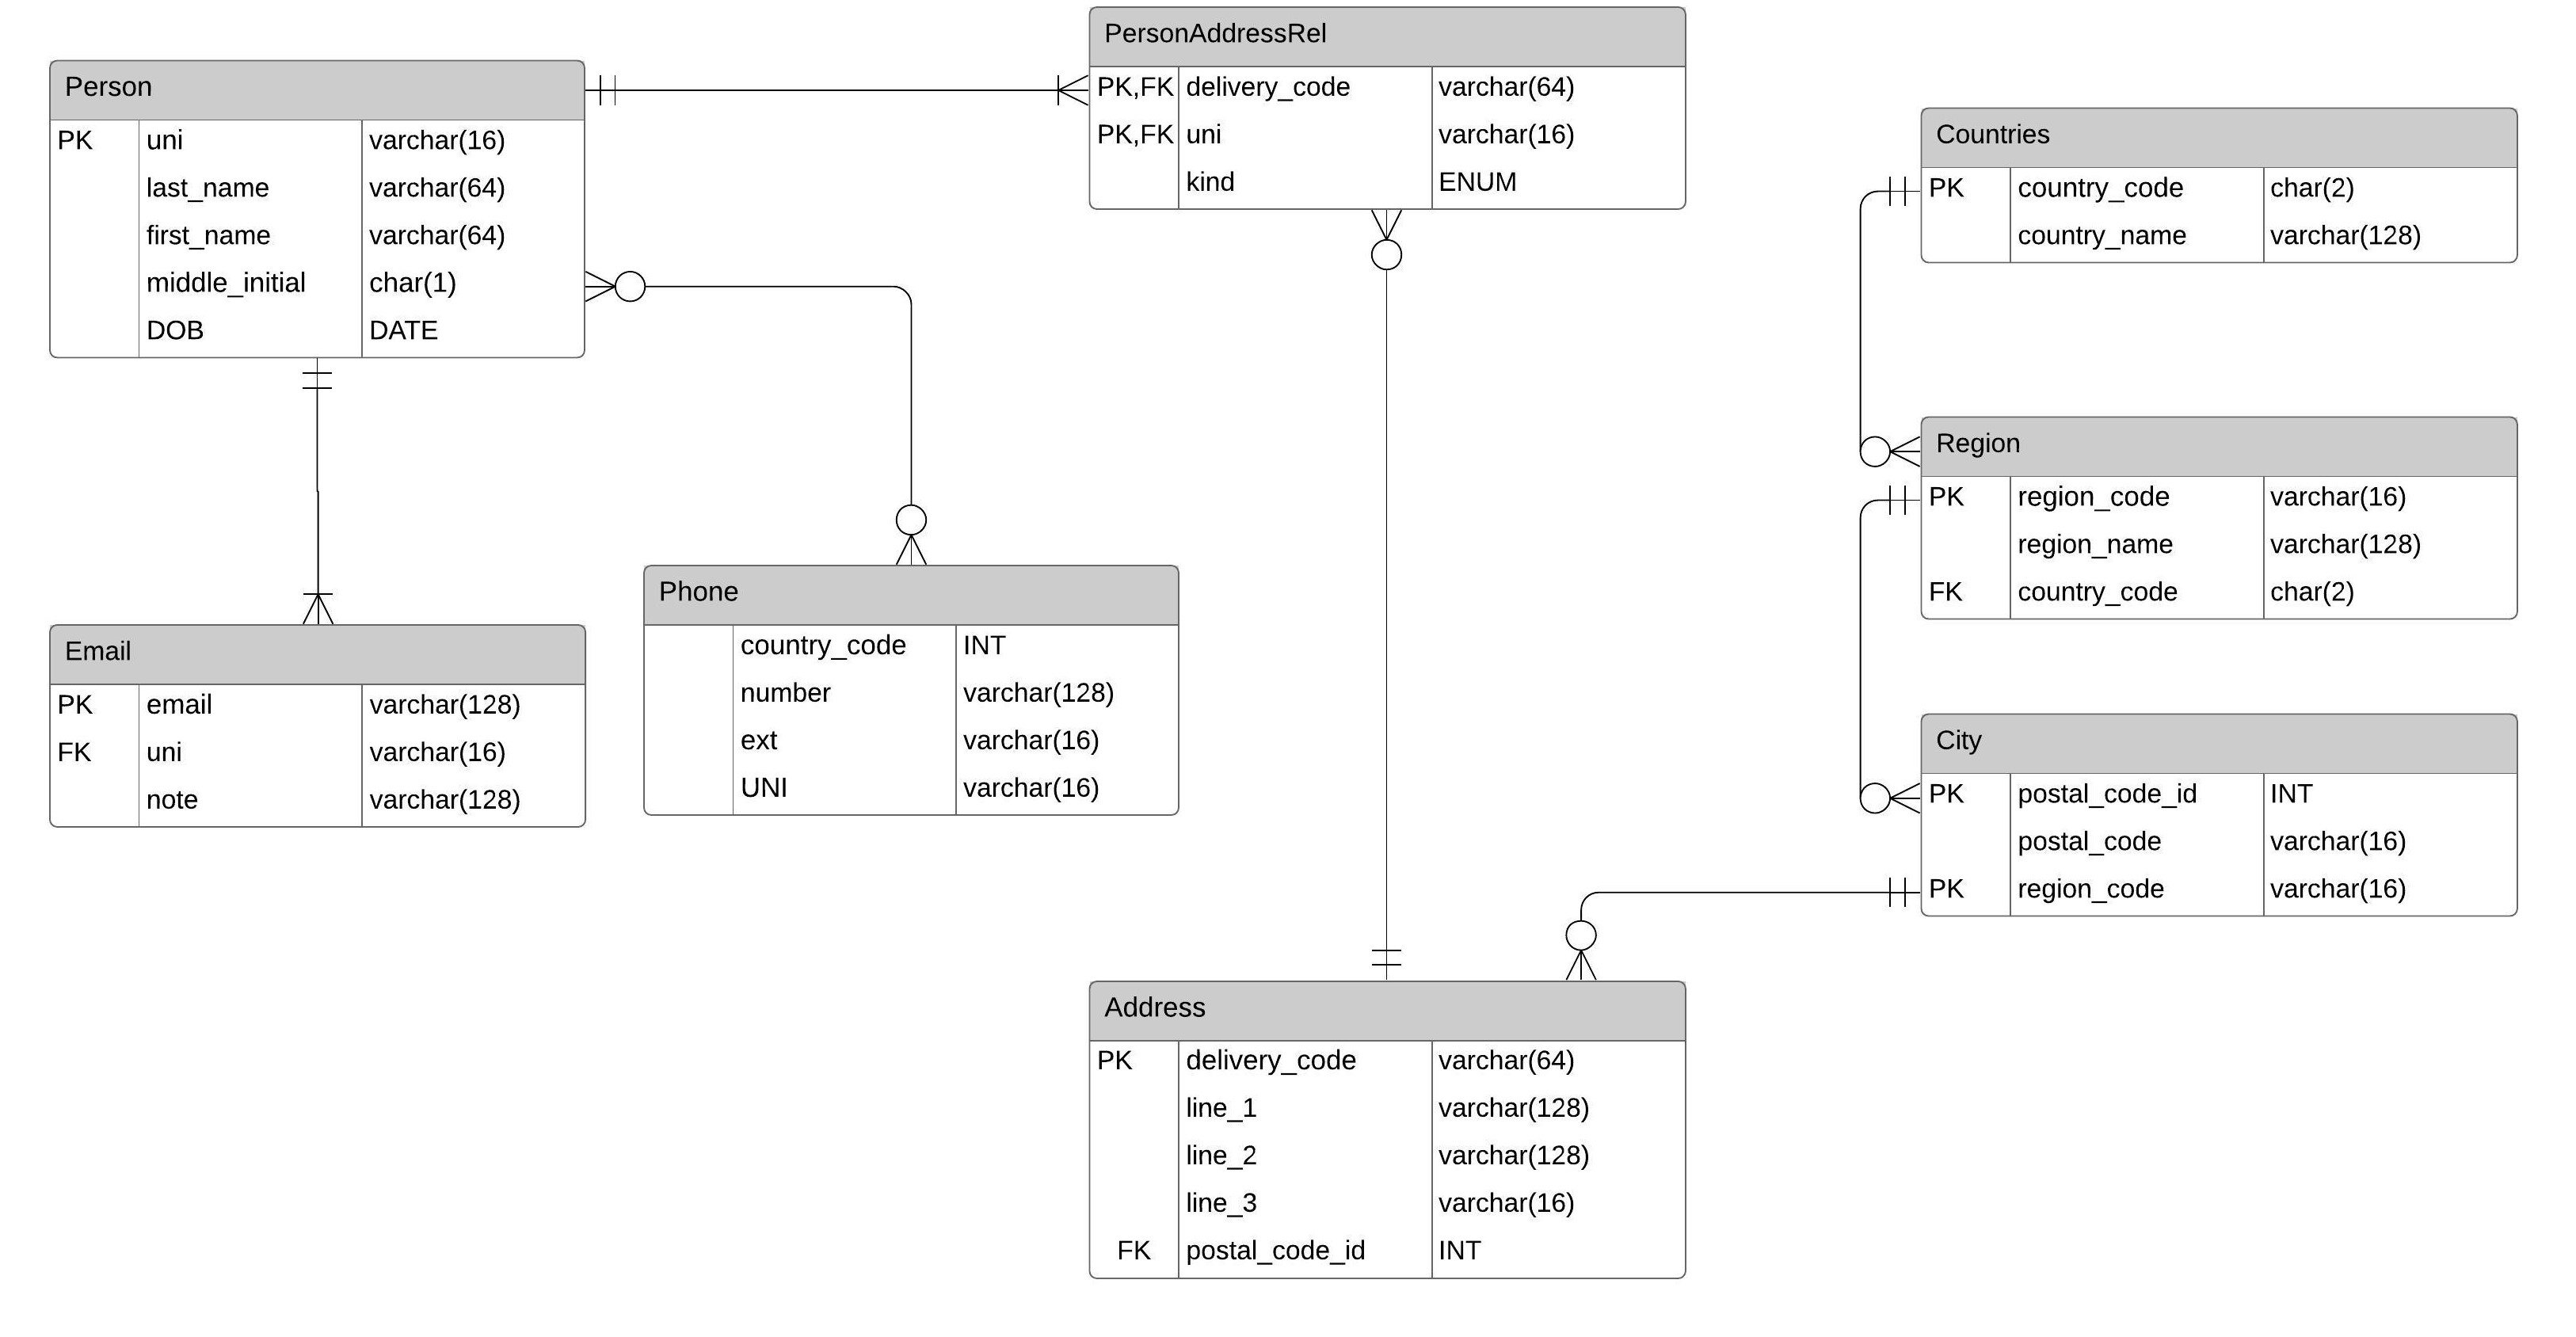 PersonAddressRel
PK,FK delivery_code varchar(64)
PK,FK uni varchar(16)
kind ENUM
Person
PK uni varchar(16)
last_name varchar(64)
first_name varchar(64)
middle_initial char(1)
DOB DATE
Countries
PK country_code char(2)
country_name varchar(128)
Region
PK region_code varchar(16)
region_name varchar(128)
FK country_code char(2)
Phone
country_code INT
number varchar(128)
ext varchar(16)
UNI varchar(16)
Email
PK email varchar(128)
FK uni varchar(16)
note varchar(128)
City
PK postal_code_id INT
postal_code varchar(16)
PK region_code varchar(16)
Address
PK delivery_code varchar(64)
line_1 varchar(128)
line_2 varchar(128)
line_3 varchar(16)
FK postal_code_id INT